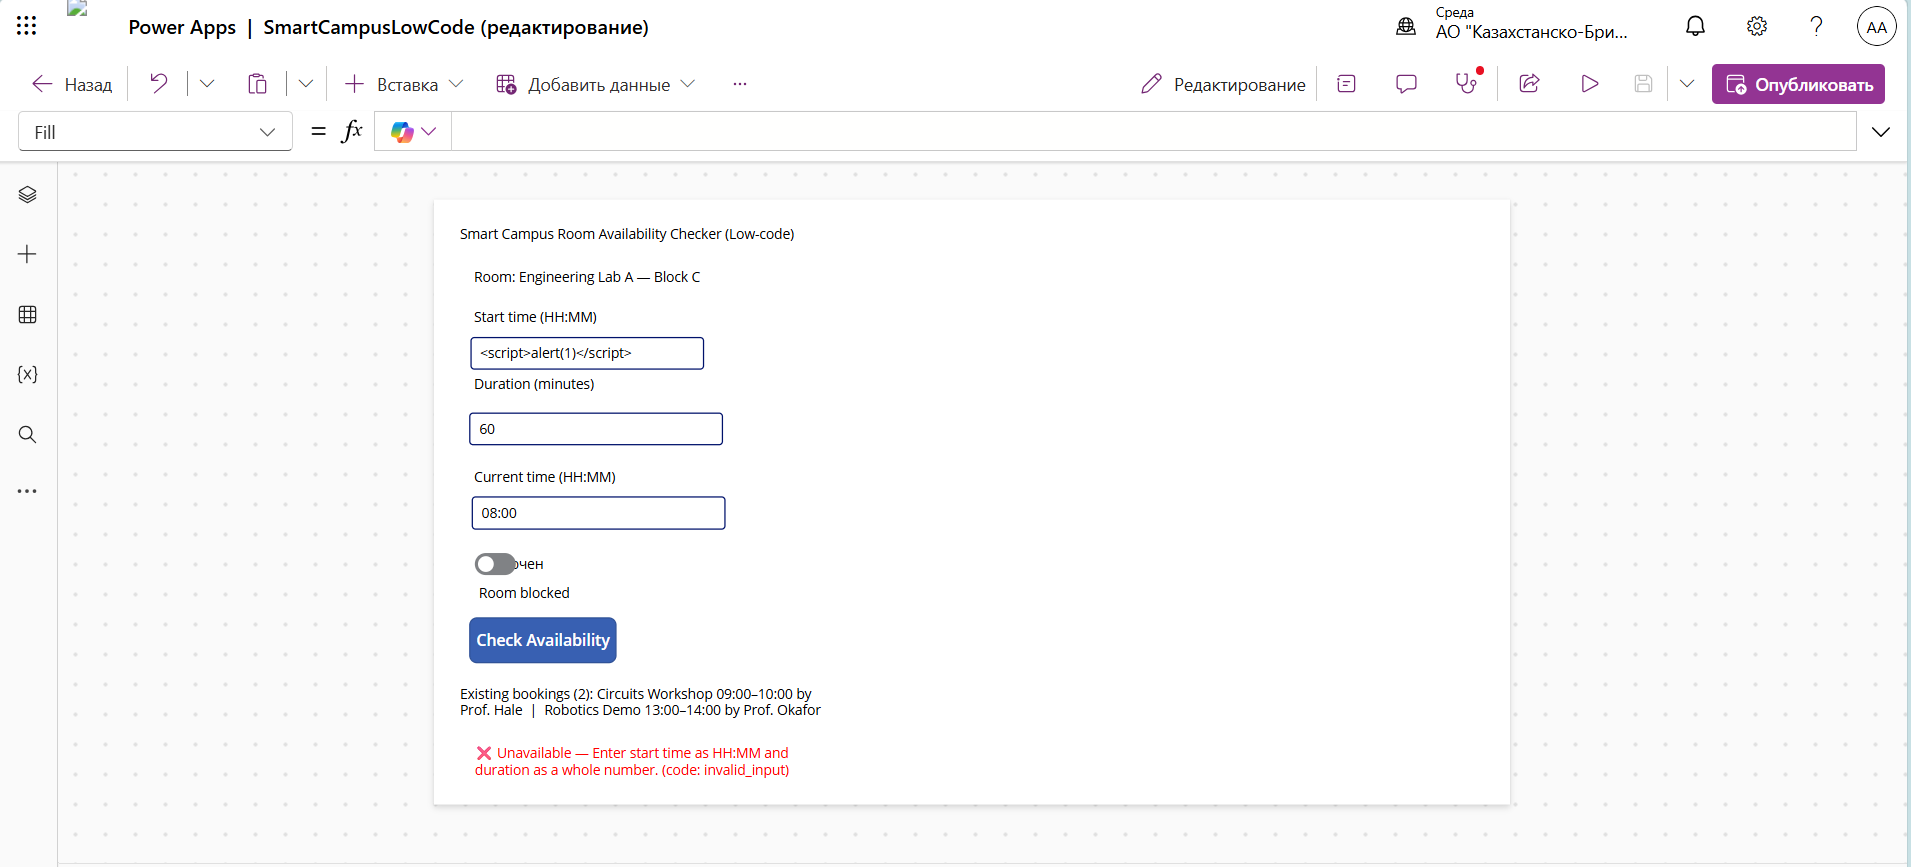 Power Apps | SmartCampusLowCode (редактирование)
Среда
АО "Казахстанско-Бри...
AA
Назад
Вставка
Добавить данные
...
Редактирование
Опубликовать
Fill
= fx
Smart Campus Room Availability Checker (Low-code)
Room: Engineering Lab A — Block C
Start time (HH:MM)
<script>alert(1)</script>
Duration (minutes)
60
Current time (HH:MM)
08:00
очен
Room blocked
Check Availability
Existing bookings (2): Circuits Workshop 09:00–10:00 by
Prof. Hale | Robotics Demo 13:00–14:00 by Prof. Okafor
❌ Unavailable — Enter start time as HH:MM and
duration as a whole number. (code: invalid_input)